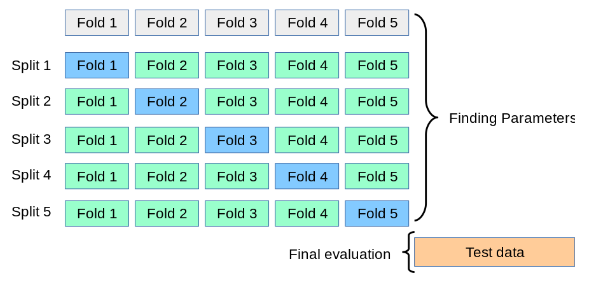 Fold 1 Fold 2 Fold 3 Fold 4 Fold 5
Split 1 Fold 1 Fold 2 Fold 3 Fold 4 Fold 5
Split 2 Fold 1 Fold 2 Fold 3 Fold 4 Fold 5
Finding Parameters
Split 3 Fold 1 Fold 2 Fold 3 Fold 4 Fold 5
Split 4 Fold 1 Fold 2 Fold 3 Fold 4 Fold 5
Split 5 Fold 1 Fold 2 Fold 3 Fold 4 Fold 5
Final evaluation Test data